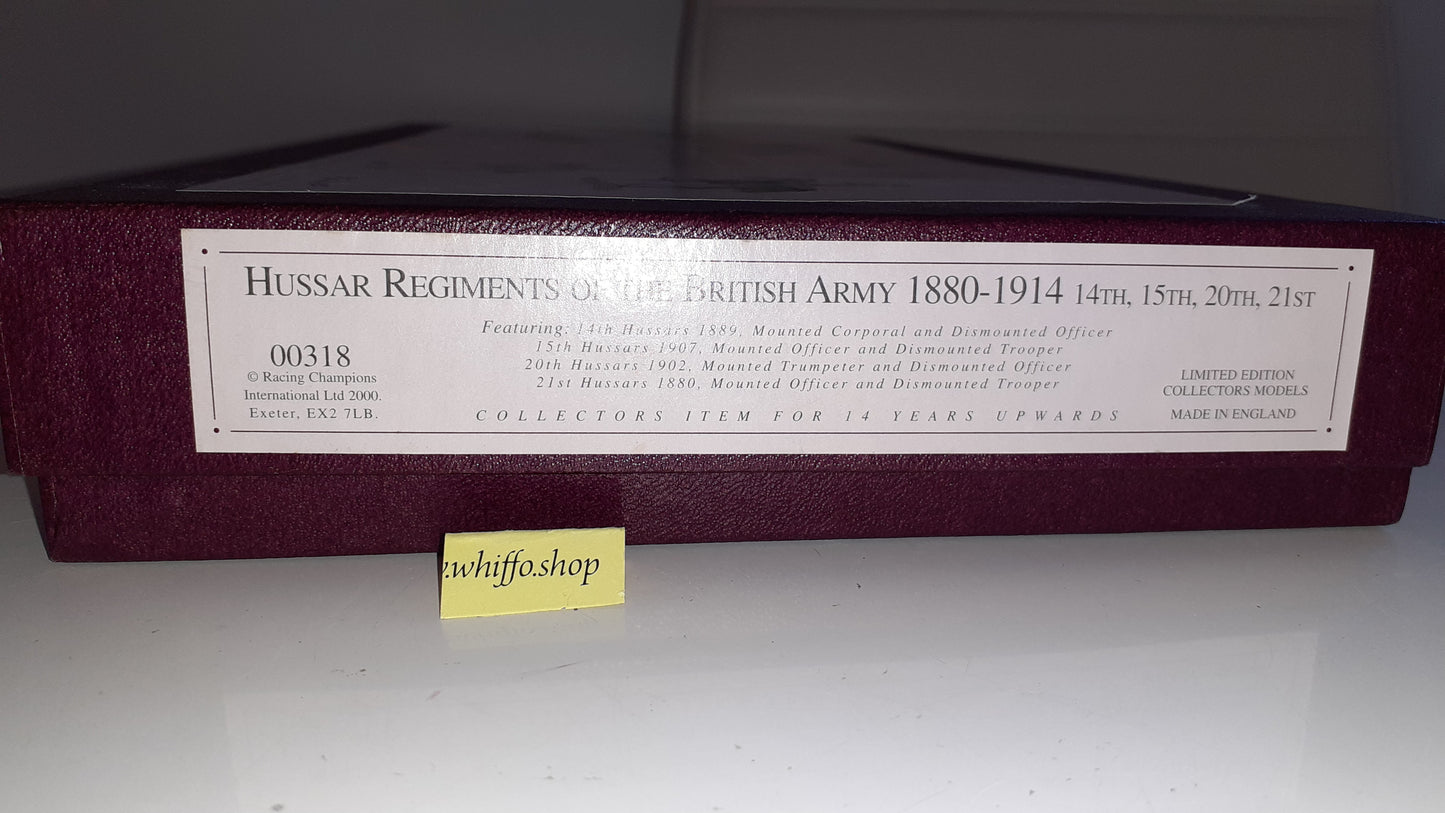 HUSSAR REGIMENTS OF THE BRITISH ARMY 1880-1914 14TH, 15TH, 20TH, 21ST
Featuring: 14th Hussars 1889, Mounted Corporal and Dismounted Officer
15th Hussars 1907, Mounted Officer and Dismounted Trooper
20th Hussars 1902, Mounted Trumpeter and Dismounted Officer
21st Hussars 1880, Mounted Officer and Dismounted Trooper
COLLECTORS ITEM FOR 14 YEARS UPWARDS
00318
© Racing Champions
International Ltd 2000.
Exeter, EX2 7LB.
LIMITED EDITION
COLLECTORS MODELS
MADE IN ENGLAND
.whiffo.shop